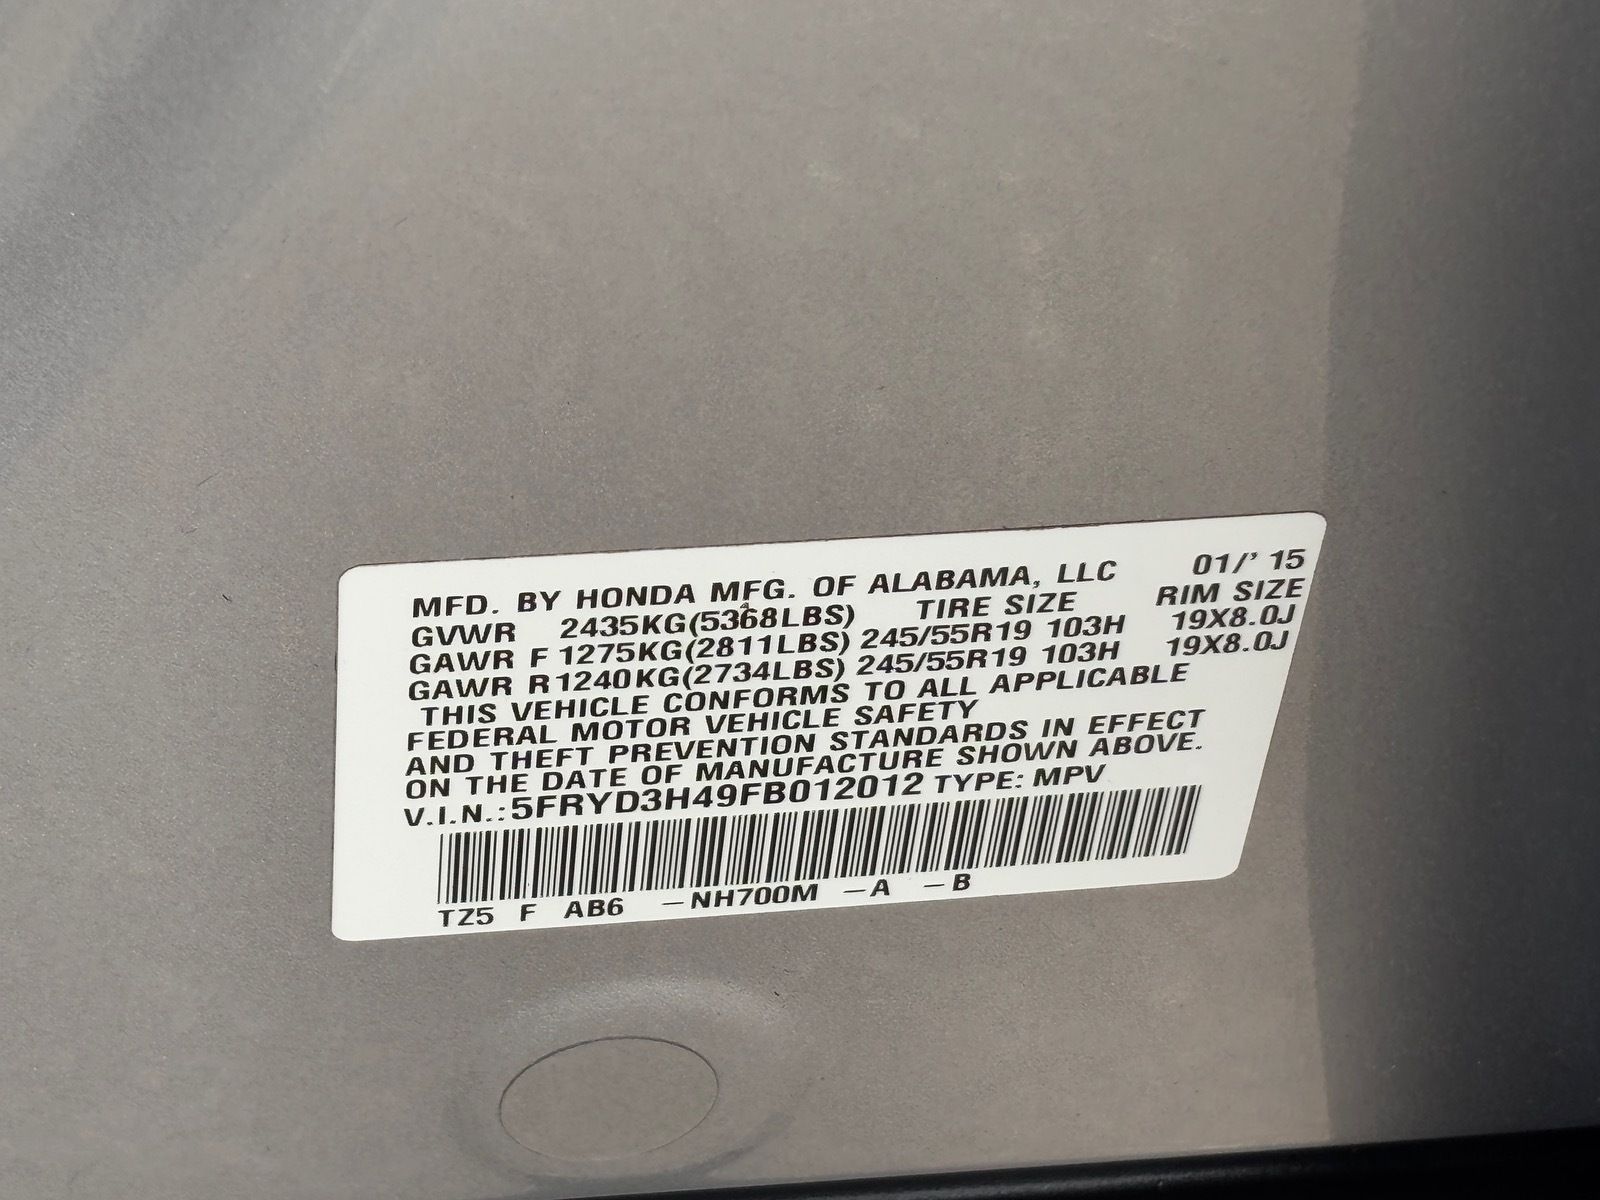 MFD. BY HONDA MFG. OF ALABAMA, LLC 01/' 15
GVWR 2435KG(5368LBS) TIRE SIZE RIM SIZE
GAWR F 1275KG(2811LBS) 245/55R19 103H 19X8.0J
GAWR R 1240KG(2734LBS) 245/55R19 103H 19X8.0J
THIS VEHICLE CONFORMS TO ALL APPLICABLE
FEDERAL MOTOR VEHICLE SAFETY
AND THEFT PREVENTION STANDARDS IN EFFECT
ON THE DATE OF MANUFACTURE SHOWN ABOVE.
V.I.N.: 5FRYD3H49FB012012 TYPE: MPV
TZ5 F AB6 -NH700M -A -B